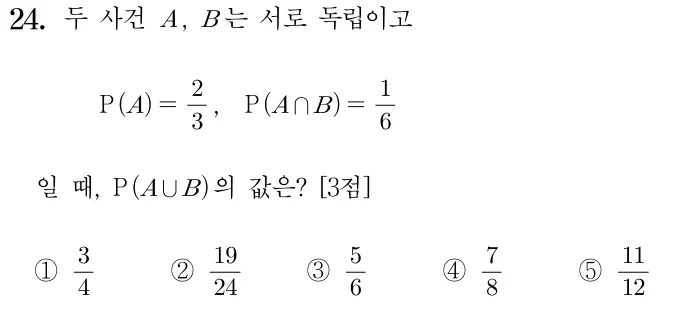 24. 두 사건 A, B는 서로 독립이고
P(A) = 2/3, P(A∩B) = 1/6
일 때, P(A∪B)의 값은? [3점]
① 3/4 ② 19/24 ③ 5/6 ④ 7/8 ⑤ 11/12